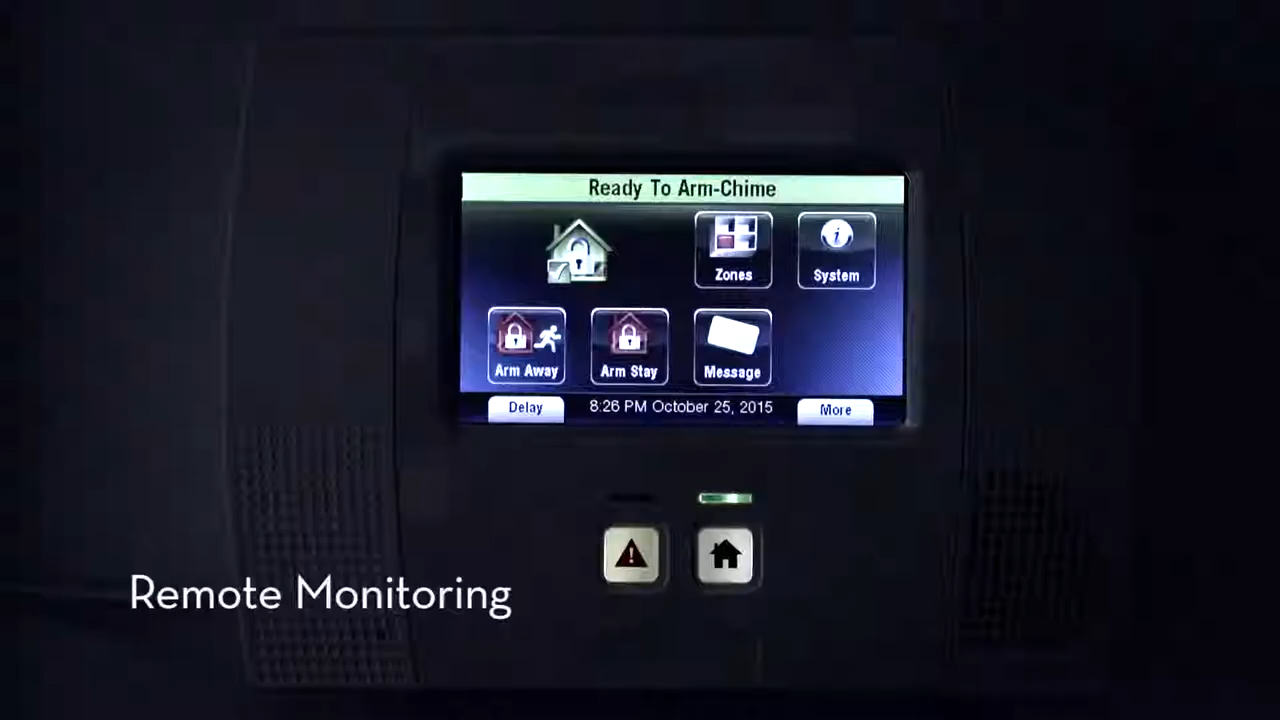 Ready To Arm-Chime
Zones
System
Arm Away
Arm Stay
Message
Delay
8:26 PM October 25, 2015
More
Remote Monitoring